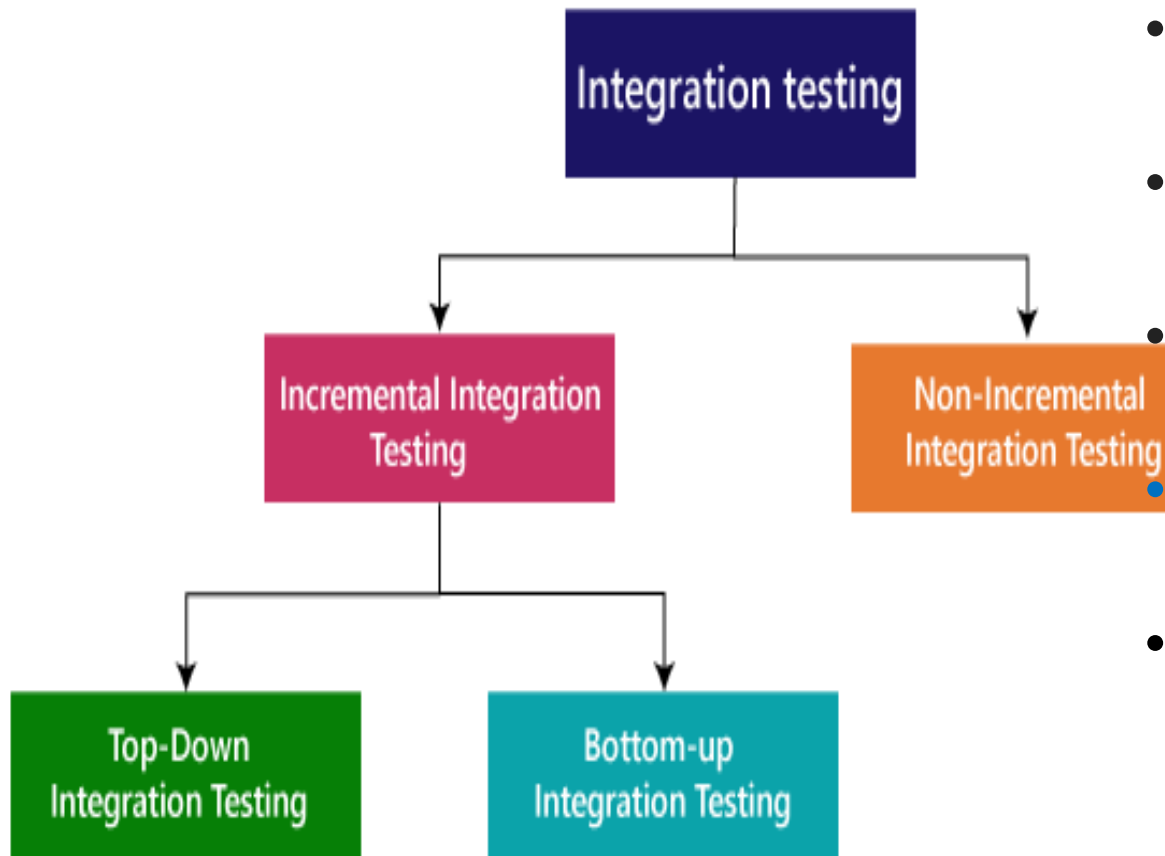 Integration testing
Incremental Integration
Testing
Non-Incremental
Integration Testing
Top-Down
Integration Testing
Bottom-up
Integration Testing